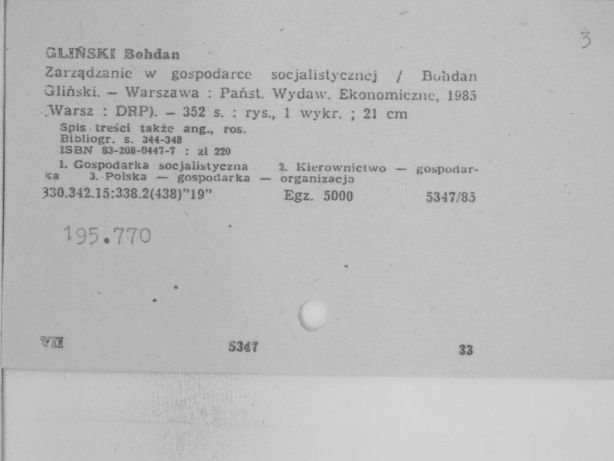 3
GLIŃSKI Bohdan
Zarządzanie w gospodarce socjalistycznej / Bohdan
Gliński. — Warszawa : Państ. Wydaw. Ekonomiczne, 1985
(Warsz : DRP). — 352 s. : rys., 1 wykr. ; 21 cm
Spis treści także ang., ros.
Bibliogr. s. 344-348
ISBN 83-208-0447-7 : zł 220
1. Gospodarka socjalistyczna 2. Kierownictwo — gospodar-
ka 3. Polska — gospodarka — organizacja
330.342.15:338.2(438)"19" Egz. 5000 5347/85
195.770
VII 5347 33